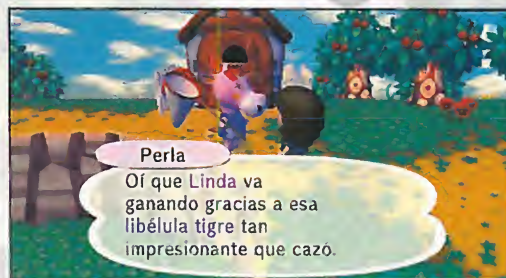 Perla
Oí que Linda va
ganando gracias a esa
libélula tigre tan
impresionante que cazó.